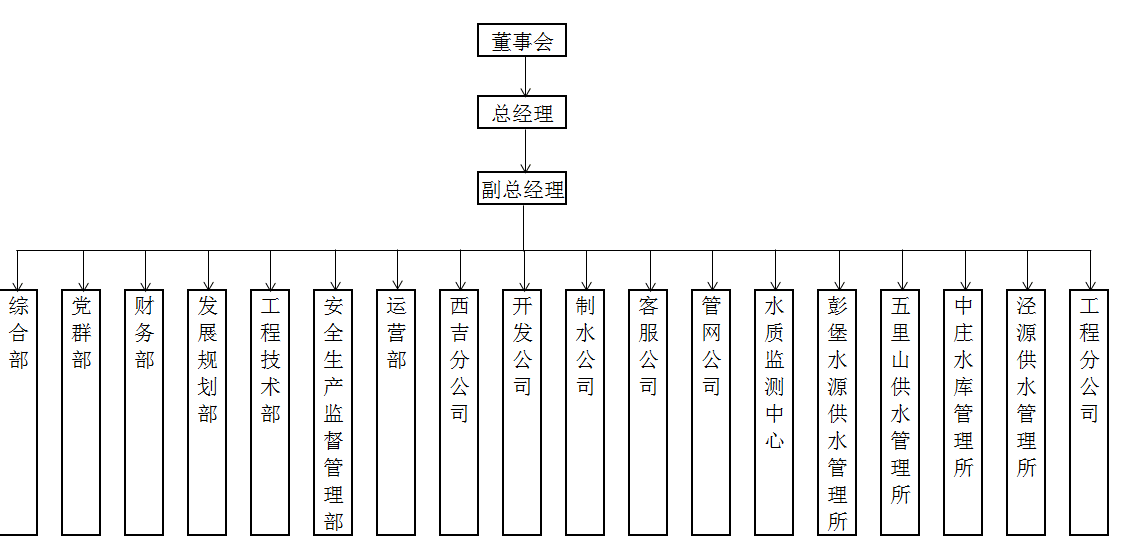 董事会
总经理
副总经理
综合部
党群部
财务部
发展规划部
工程技术部
安全生产监督管理部
运营部
西吉分公司
开发公司
制水公司
客服公司
管网公司
水质监测中心
彭堡水源供水管理所
五里山供水管理所
中庄水库管理所
泾源供水管理所
工程分公司